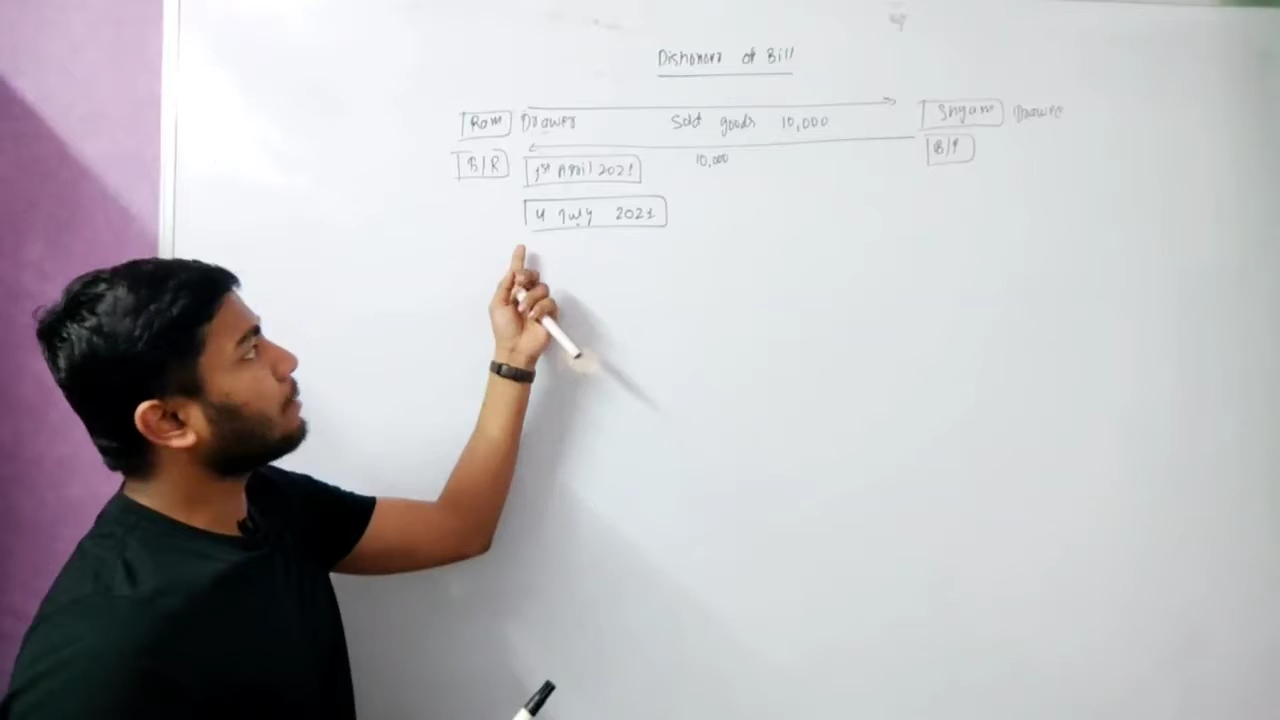 Dishonour of Bill
Ram Drawer Sold goods 10,000 Shyam Drawee
B/R 1st April 2021 10,000 B/P
4 July 2021